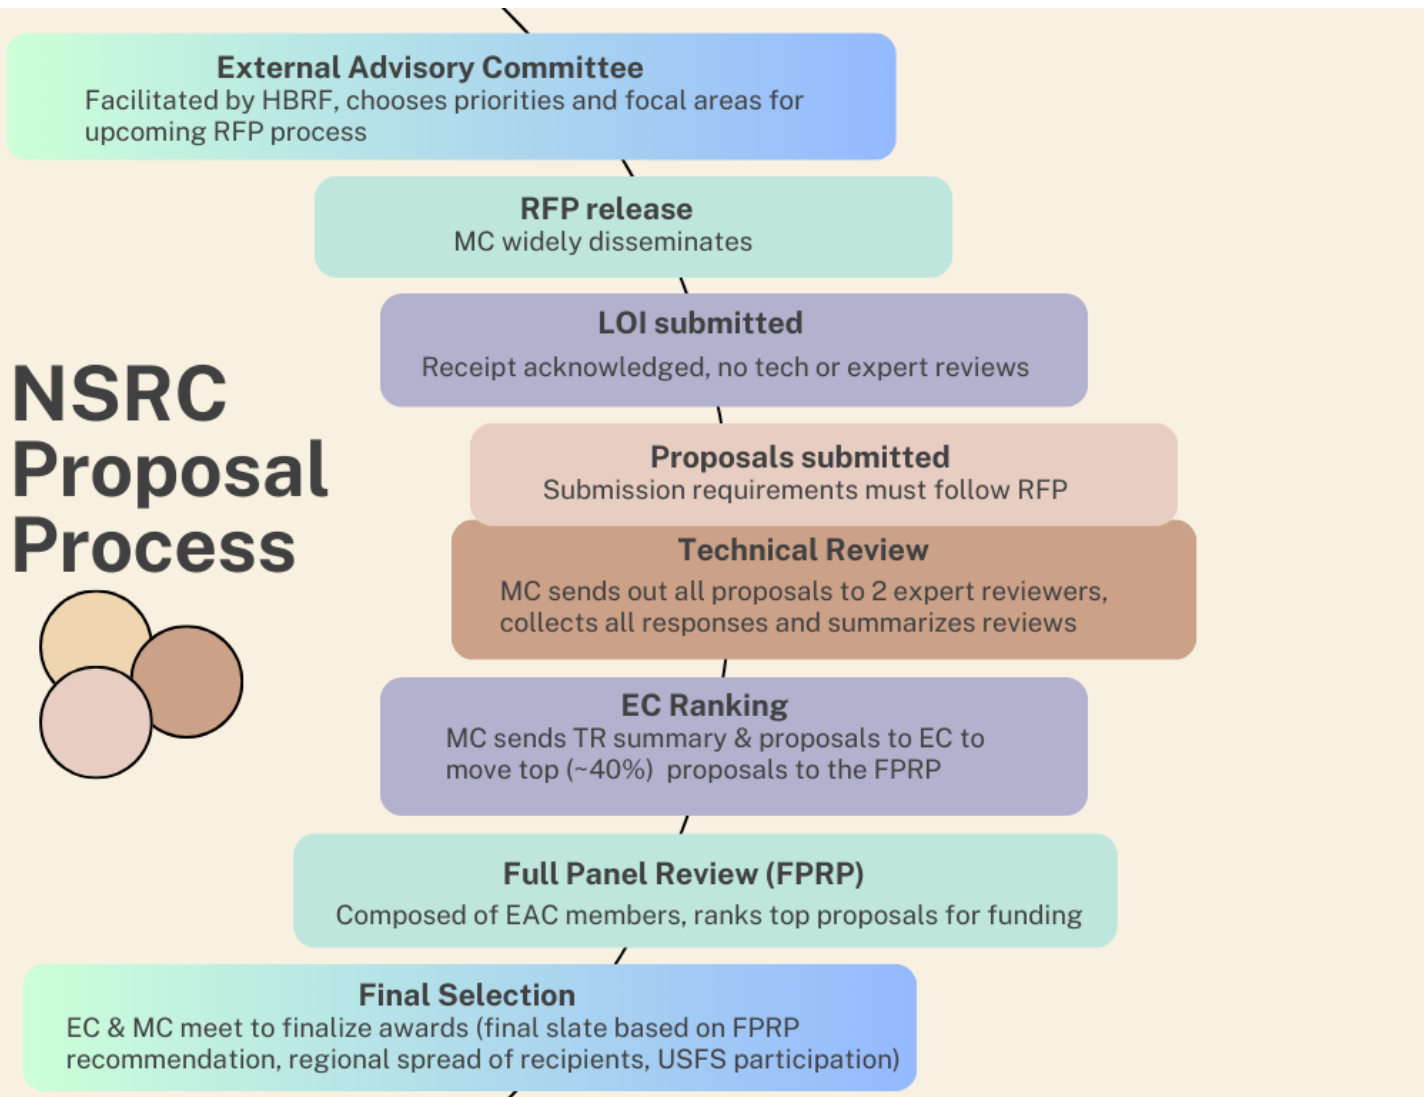 External Advisory Committee
Facilitated by HBRF, chooses priorities and focal areas for
upcoming RFP process
RFP release
MC widely disseminates
LOI submitted
Receipt acknowledged, no tech or expert reviews
NSRC
Proposal
Process
Proposals submitted
Submission requirements must follow RFP
Technical Review
MC sends out all proposals to 2 expert reviewers,
collects all responses and summarizes reviews
EC Ranking
MC sends TR summary & proposals to EC to
move top (~40%) proposals to the FPRP
Full Panel Review (FPRP)
Composed of EAC members, ranks top proposals for funding
Final Selection
EC & MC meet to finalize awards (final slate based on FPRP
recommendation, regional spread of recipients, USFS participation)